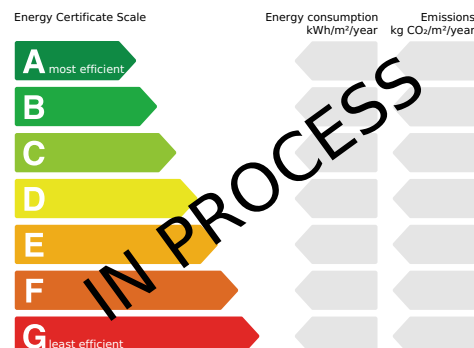 Energy Certificate Scale
Energy consumption
kWh/m²/year
Emissions
kg CO₂/m²/year
A most efficient
B
C
D
E
F
G least efficient
IN PROCESS